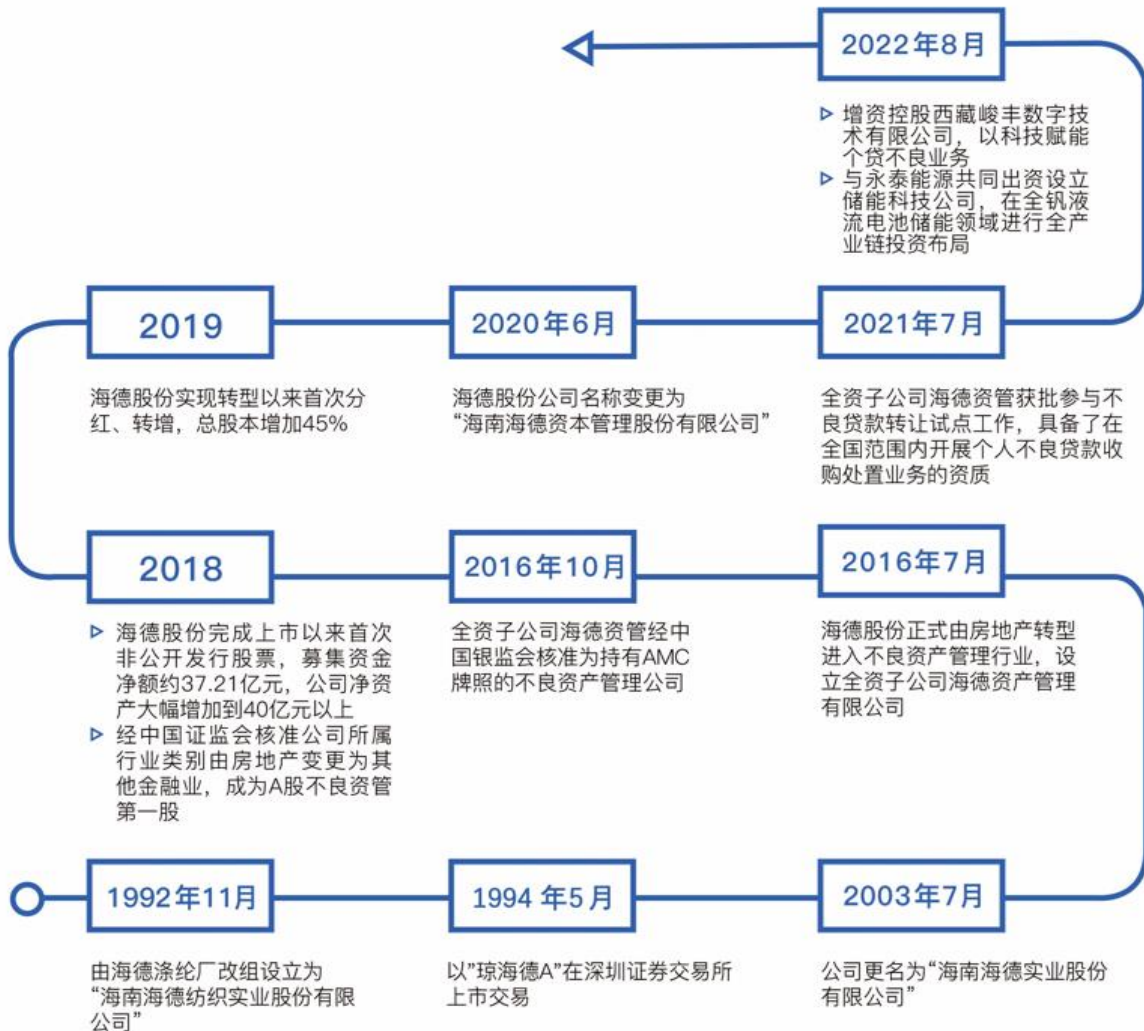 2022年8月
增资控股西藏峻丰数字技
术有限公司，以科技赋能
个贷不良业务
与永泰能源共同出资设立
储能科技公司，在全钒液
流电池储能领域进行全产
业链投资布局
2019
海德股份实现转型以来首次分
红、转增，总股本增加45%
2020年6月
海德股份公司名称变更为
“海南海德资本管理股份有限公司”
2021年7月
全资子公司海德资管获批参与不
良贷款转让试点工作，具备了在
全国范围内开展个人不良贷款收
购处置业务的资质
2018
海德股份完成上市以来首次
非公开发行股票，募集资金
净额约37.21亿元，公司净资
产大幅增加到40亿元以上
经中国证监会核准公司所属
行业类别由房地产变更为其
他金融业，成为A股不良资管
第一股
2016年10月
全资子公司海德资管经中
国银监会核准为持有AMC
牌照的不良资产管理公司
2016年7月
海德股份正式由房地产转型
进入不良资产管理行业，设
立全资子公司海德资产管理
有限公司
1992年11月
由海德涤纶厂改组设立为
“海南海德纺织实业股份有限
公司”
1994年5月
以”琼海德A”在深圳证券交易所
上市交易
2003年7月
公司更名为“海南海德实业股份
有限公司”